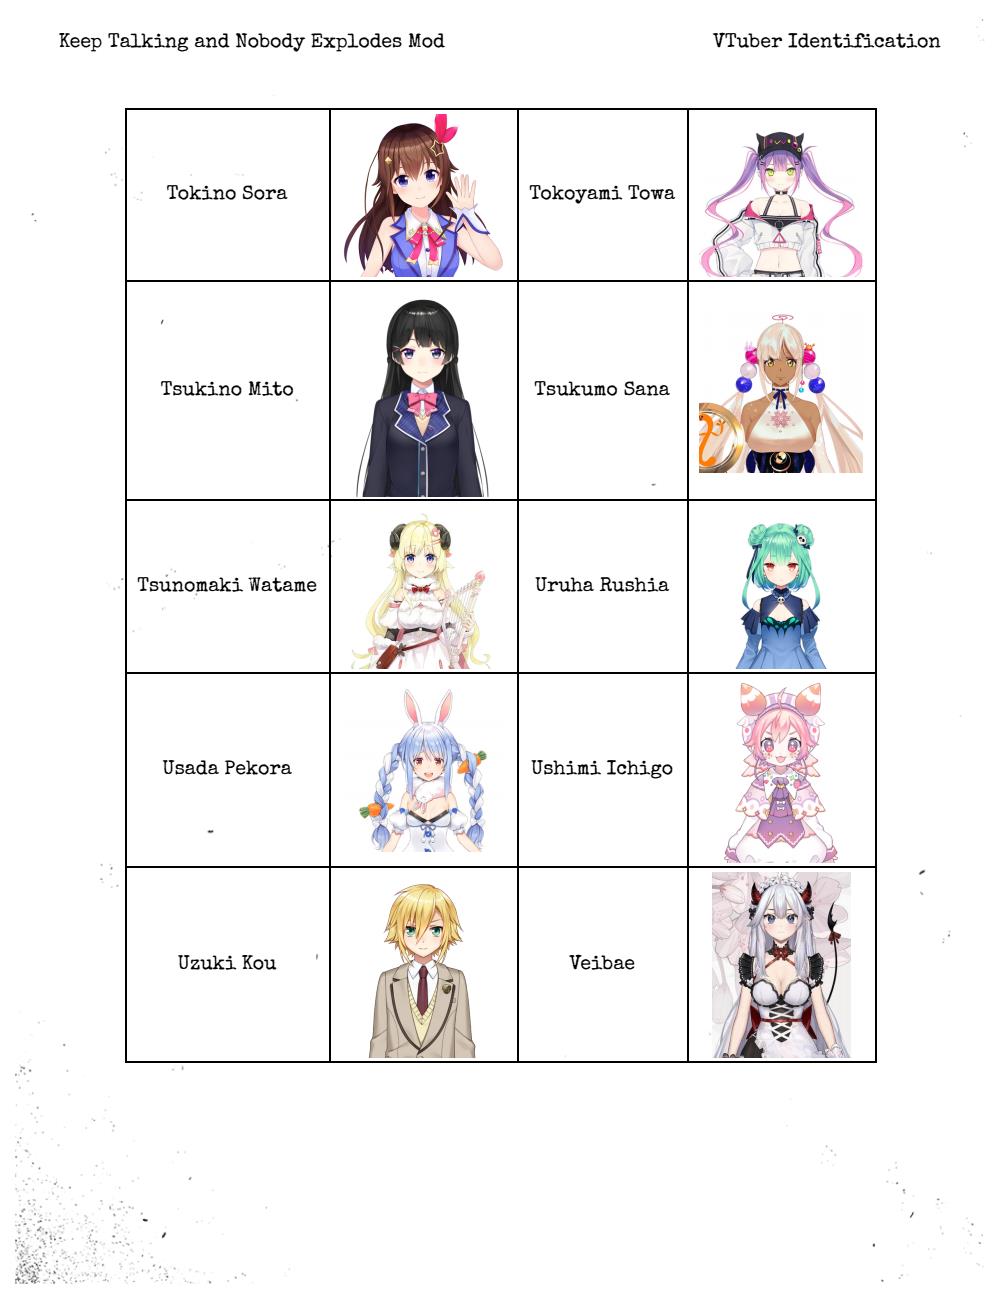 Keep Talking and Nobody Explodes Mod
VTuber Identification
Tokino Sora
Tokoyami Towa
Tsukino Mito
Tsukumo Sana
Tsunomaki Watame
Uruha Rushia
Usada Pekora
Ushimi Ichigo
Uzuki Kou
Veibae